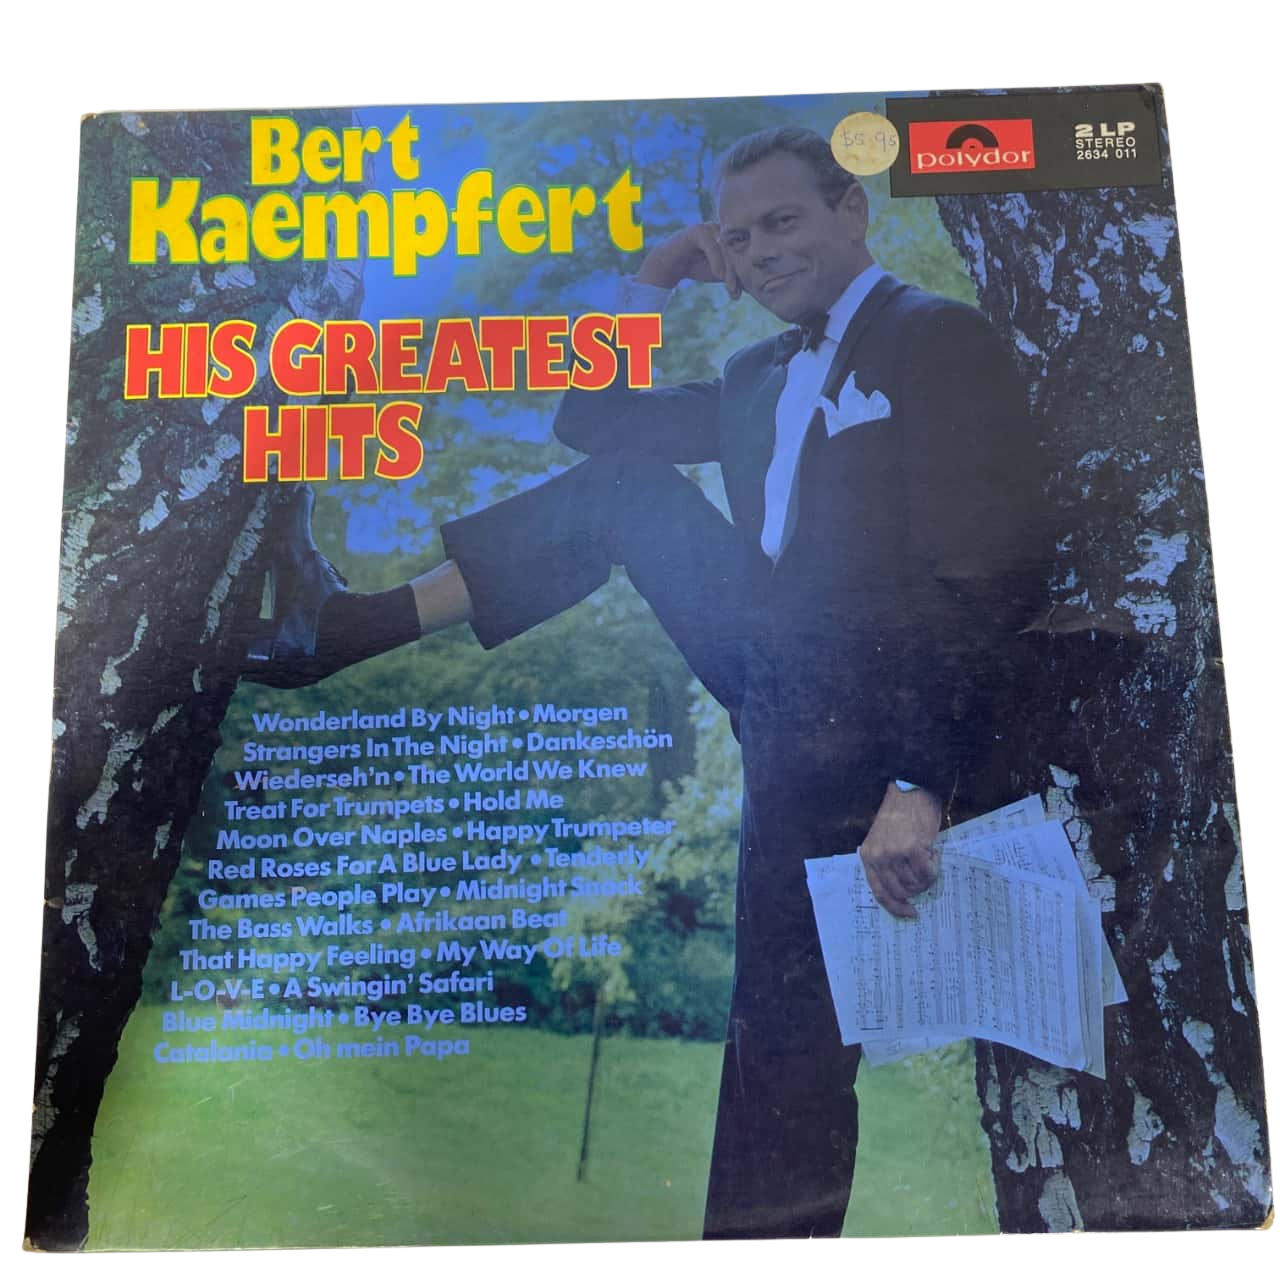 Bert
Kaempfert
HIS GREATEST
HITS
$5.95
polydor
2 LP
STEREO
2634 011
Wonderland By Night • Morgen
Strangers In The Night • Dankeschön
Wiederseh'n • The World We Knew
Treat For Trumpets • Hold Me
Moon Over Naples • Happy Trumpeter
Red Roses For A Blue Lady • Tenderly
Games People Play • Midnight Snack
The Bass Walks • Afrikaan Beat
That Happy Feeling • My Way Of Life
L-O-V-E • A Swingin' Safari
Blue Midnight • Bye Bye Blues
Catalania • Oh mein Papa